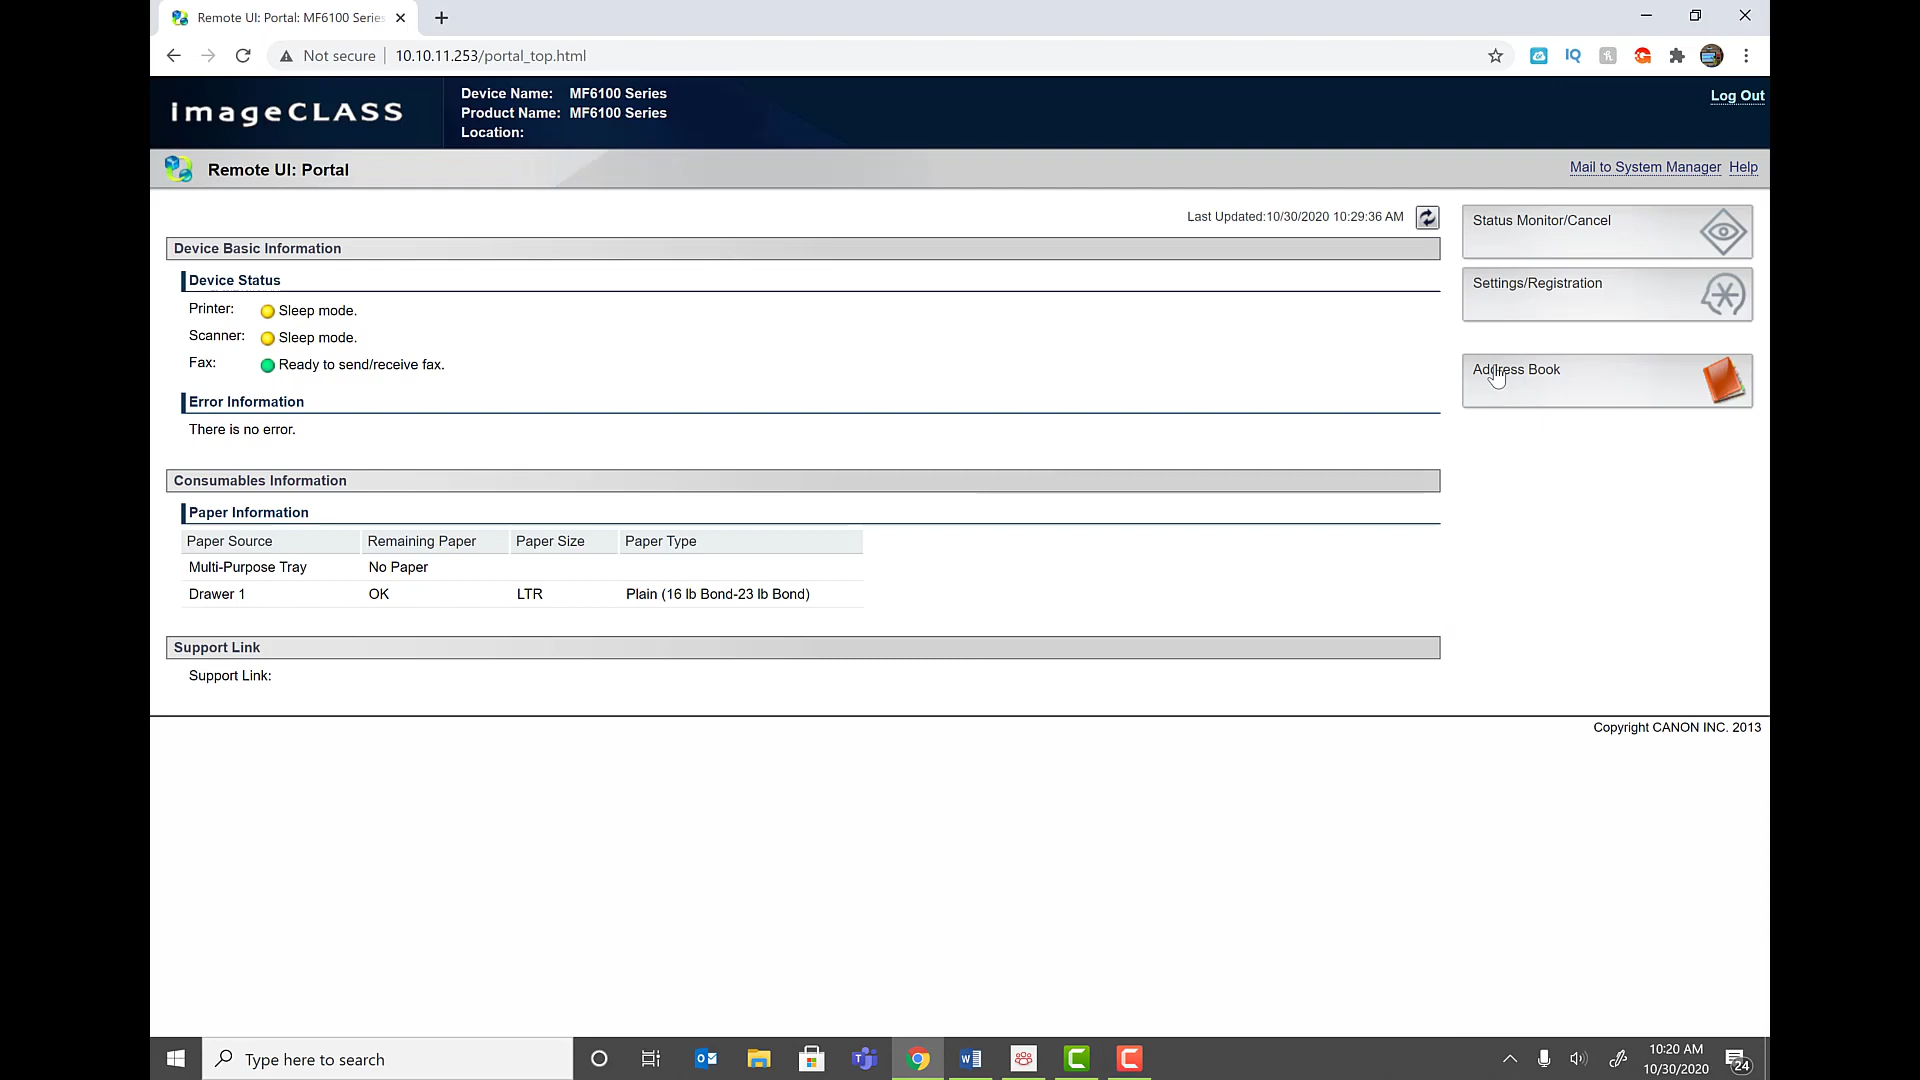 Remote UI: Portal: MF6100 Series
Not secure 10.10.11.253/portal_top.html
IQ
imageCLASS
Device Name: MF6100 Series
Product Name: MF6100 Series
Location:
Log Out
Remote UI: Portal
Mail to System Manager Help
Last Updated:10/30/2020 10:29:36 AM
Device Basic Information
Device Status
Printer: Sleep mode.
Scanner: Sleep mode.
Fax: Ready to send/receive fax.
Error Information
There is no error.
Consumables Information
Paper Information
Paper Source Remaining Paper Paper Size Paper Type
Multi-Purpose Tray No Paper
Drawer 1 OK LTR Plain (16 lb Bond-23 lb Bond)
Support Link
Support Link:
Status Monitor/Cancel
Settings/Registration
Address Book
Copyright CANON INC. 2013
Type here to search
10:20 AM
10/30/2020
24